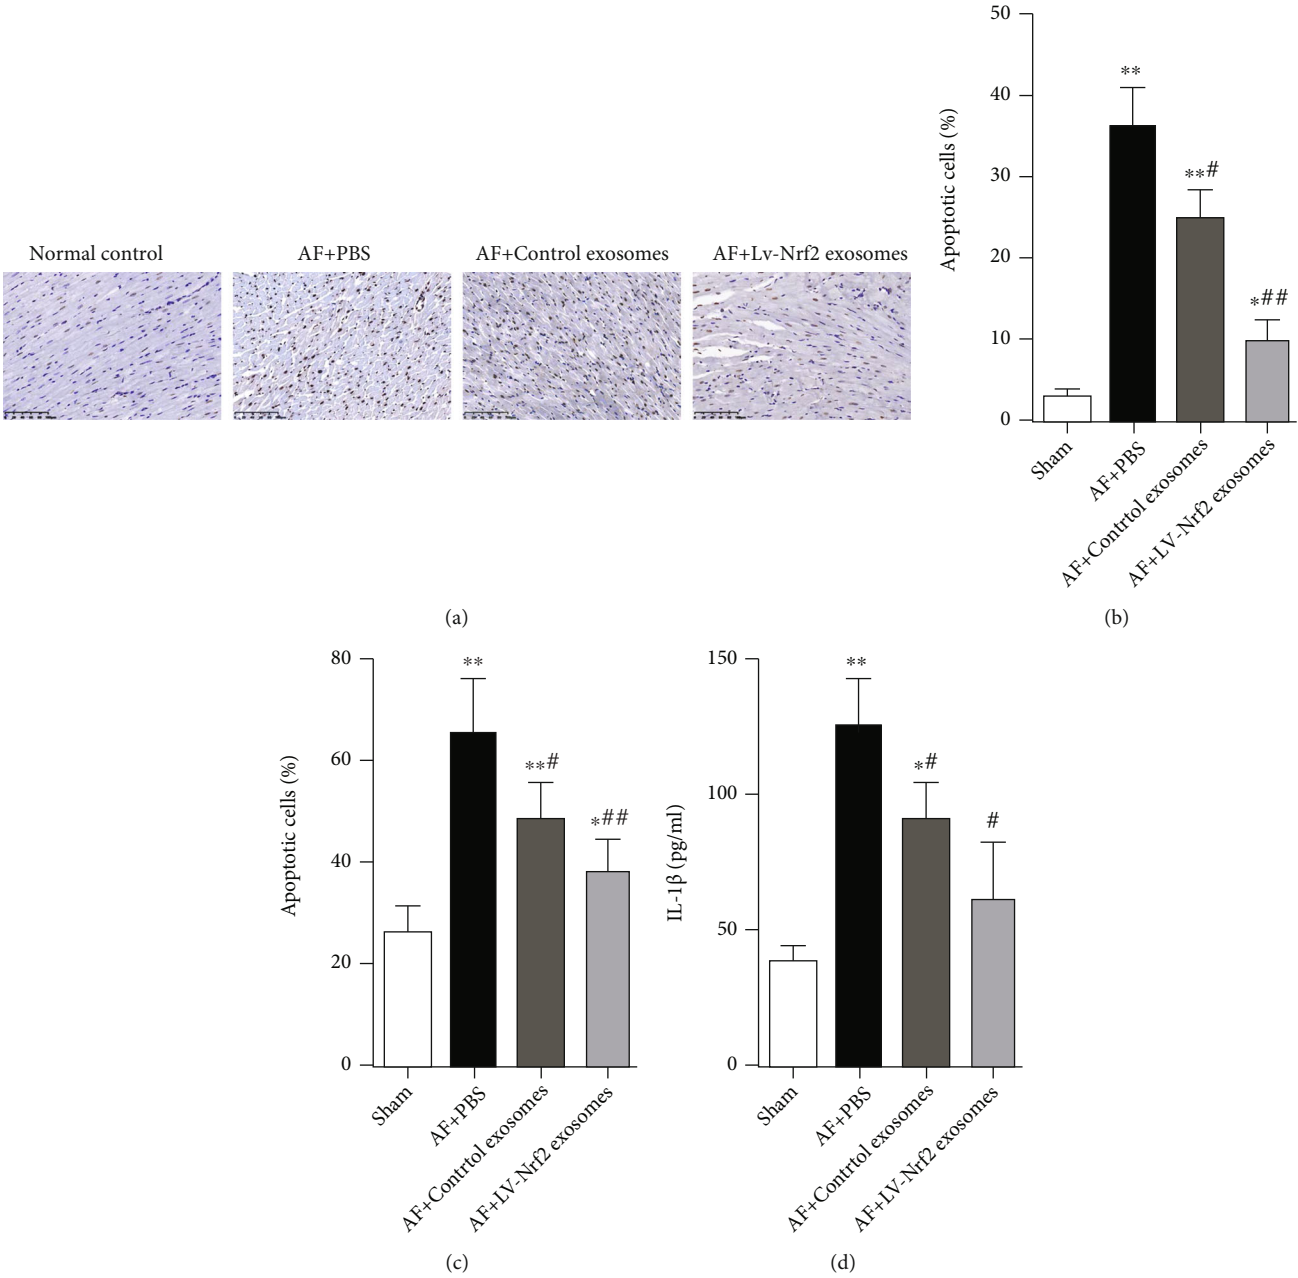 Normal control
AF+PBS
AF+Control exosomes
AF+Lv-Nrf2 exosomes
(a)
Apoptotic cells (%)
50
40
30
20
10
0
**
**#
*##
Sham
AF+PBS
AF+Contrtol exosomes
AF+LV-Nrf2 exosomes
(b)
Apoptotic cells (%)
80
60
40
20
0
**
**#
*##
Sham
AF+PBS
AF+Contrtol exosomes
AF+LV-Nrf2 exosomes
(c)
IL-1β (pg/ml)
150
100
50
0
**
*#
#
Sham
AF+PBS
AF+Contrtol exosomes
AF+LV-Nrf2 exosomes
(d)